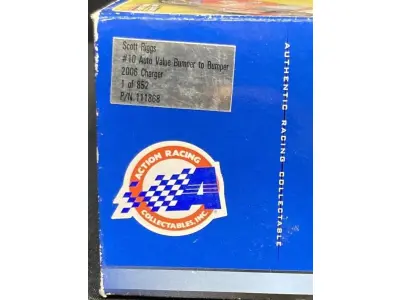 Scott Riggs
#10 Auto Value Bumper to Bumper
2006 Charger
1 of 852
P/N 111868
ACTION RACING
COLLECTABLES, INC.
AUTHENTIC RACING COLLECTABLE